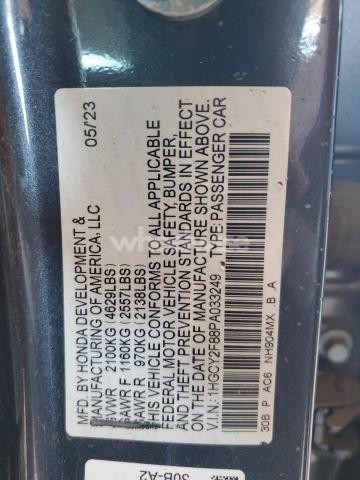 MFD.BY HONDA DEVELOPMENT &
MANUFACTURING OF AMERICA, LLC 05/'23
GVWR 2100KG (4629LBS)
GAWR F 1160KG (2557LBS)
GAWR R 970KG (2138LBS)
THIS VEHICLE CONFORMS TO ALL APPLICABLE
FEDERAL MOTOR VEHICLE SAFETY, BUMPER,
AND THEFT PREVENTION STANDARDS IN EFFECT
ON THE DATE OF MANUFACTURE SHOWN ABOVE.
V.I.N.:1HGCY2F88PA033249 TYPE:PASSENGER CAR
30B P AC6 NH904MX B A
30B-A2